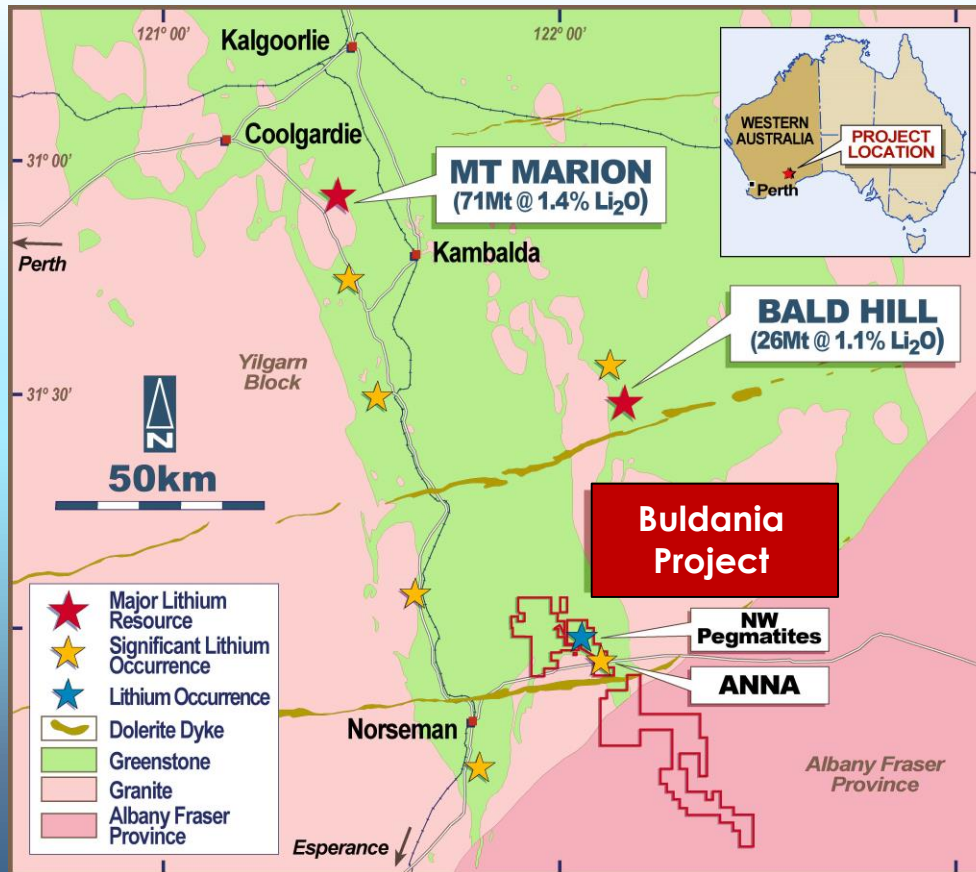 121° 00’
122° 00’
Kalgoorlie
Coolgardie
31° 00’
MT MARION
(71Mt @ 1.4% Li₂O)
WESTERN
AUSTRALIA
PROJECT
LOCATION
Perth
Perth
Kambalda
BALD HILL
(26Mt @ 1.1% Li₂O)
Yilgarn
Block
31° 30’
N
50km
Buldania
Project
Major Lithium
Resource
Significant Lithium
Occurrence
Lithium Occurrence
Dolerite Dyke
Greenstone
Granite
Albany Fraser
Province
NW
Pegmatites
ANNA
Norseman
Albany Fraser
Province
Esperance